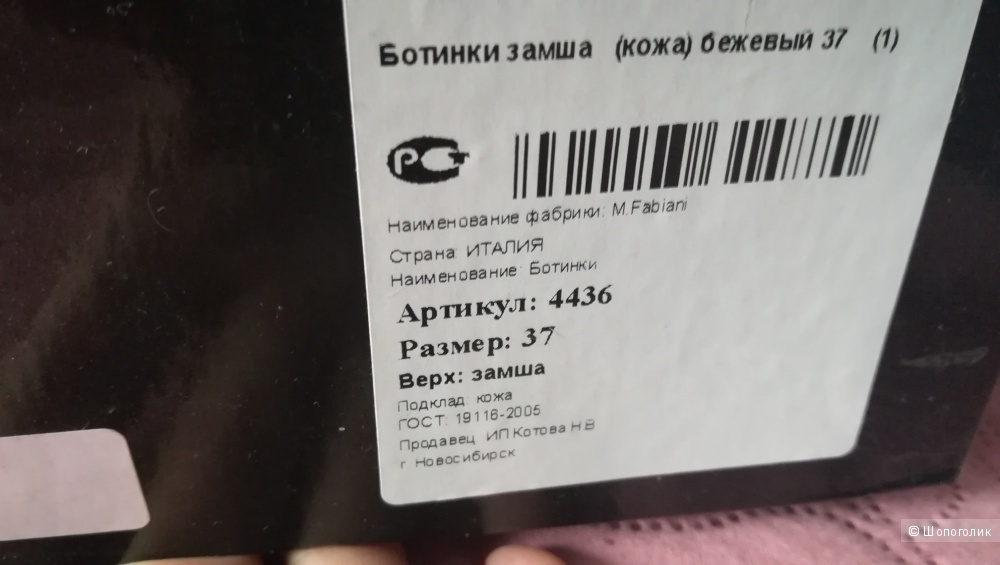 Ботинки замша (кожа) бежевый 37 (1)
РС
Наименование фабрики: M.Fabiani
Страна: ИТАЛИЯ
Наименование: Ботинки
Артикул: 4436
Размер: 37
Верх: замша
Подклад: кожа
ГОСТ: 19116-2005
Продавец: ИП Котова Н.В
г Новосибирск
© Шопоголик